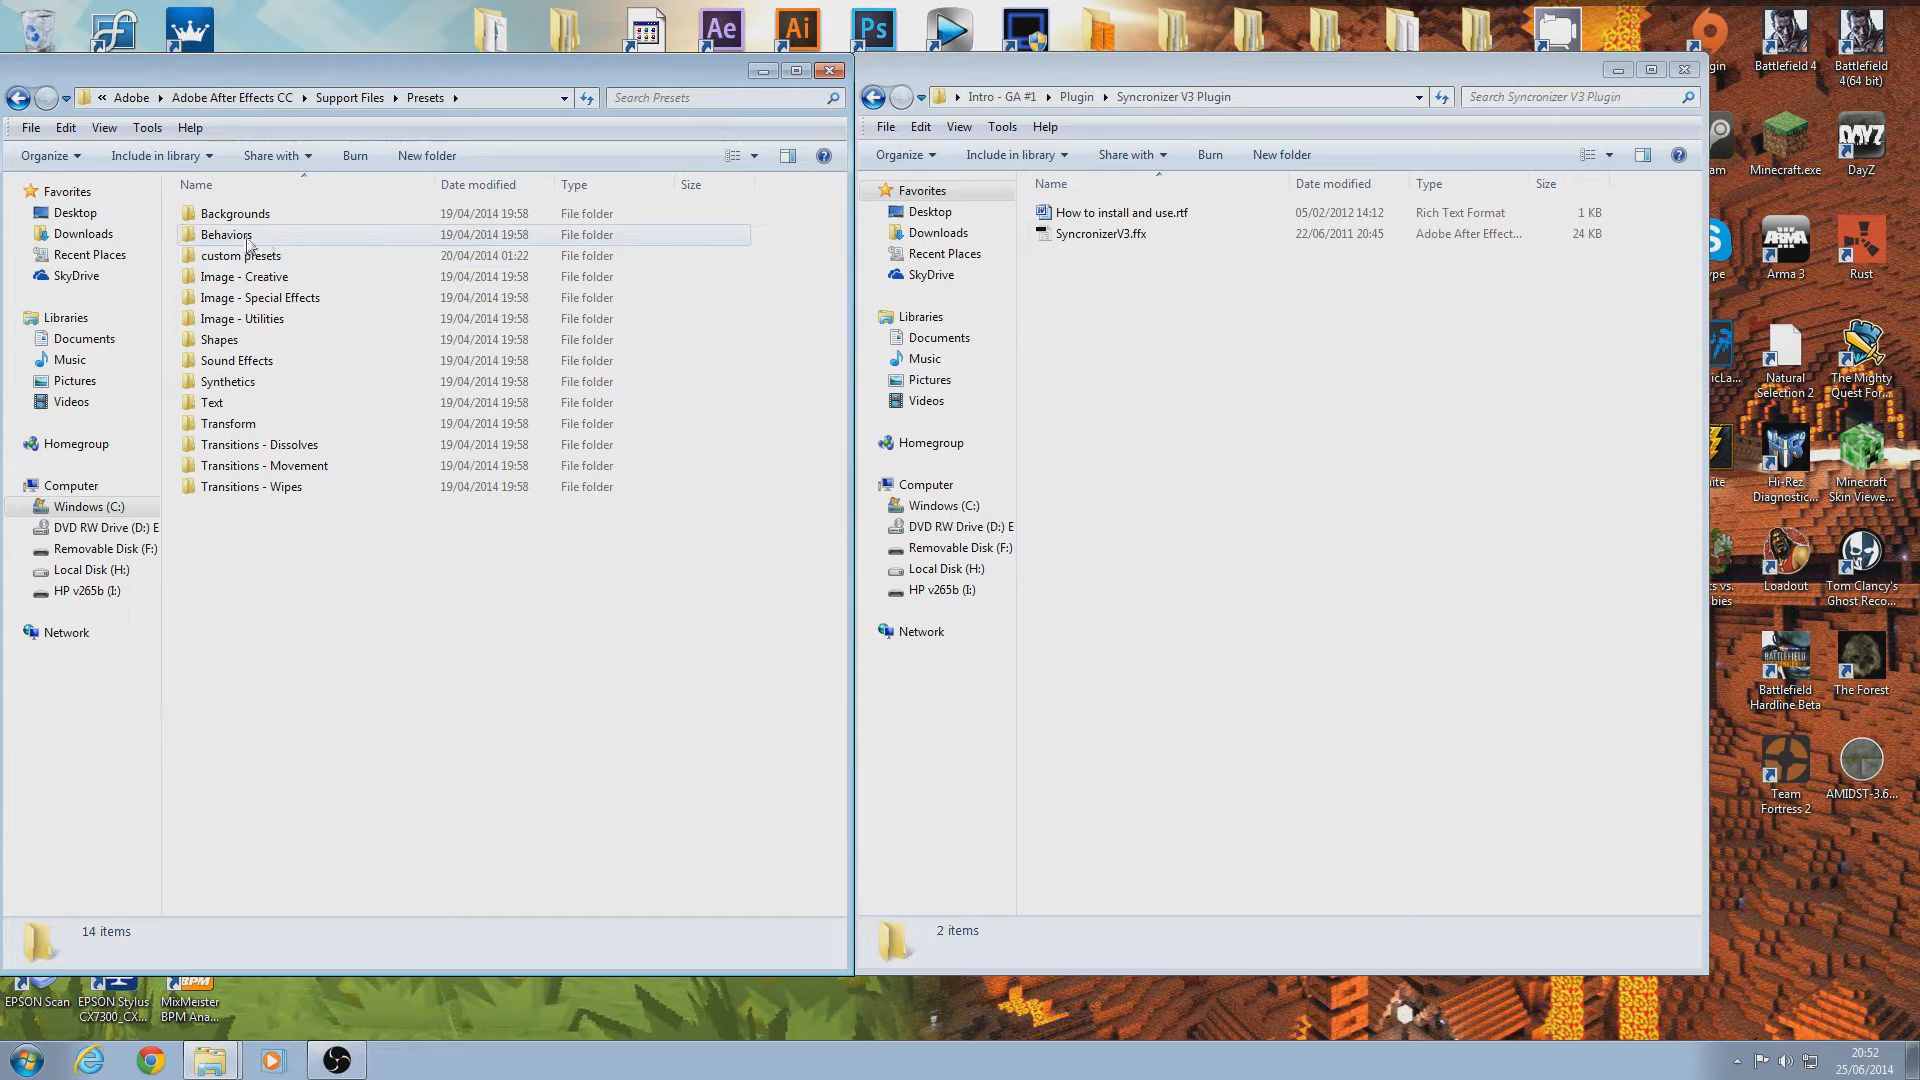 Ae
Ai
Ps
Battlefield 4
Battlefield
4(64 bit)
« Adobe Adobe After Effects CC Support Files Presets
Search Presets
File Edit View Tools Help
Organize Include in library Share with Burn New folder
Name Date modified Type Size
Favorites
Desktop
Downloads
Recent Places
SkyDrive
Libraries
Documents
Music
Pictures
Videos
Homegroup
Computer
Windows (C:)
DVD RW Drive (D:) E
Removable Disk (F:)
Local Disk (H:)
HP v265b (I:)
Network
Backgrounds 19/04/2014 19:58 File folder
Behaviors 19/04/2014 19:58 File folder
custom presets 20/04/2014 01:22 File folder
Image - Creative 19/04/2014 19:58 File folder
Image - Special Effects 19/04/2014 19:58 File folder
Image - Utilities 19/04/2014 19:58 File folder
Shapes 19/04/2014 19:58 File folder
Sound Effects 19/04/2014 19:58 File folder
Synthetics 19/04/2014 19:58 File folder
Text 19/04/2014 19:58 File folder
Transform 19/04/2014 19:58 File folder
Transitions - Dissolves 19/04/2014 19:58 File folder
Transitions - Movement 19/04/2014 19:58 File folder
Transitions - Wipes 19/04/2014 19:58 File folder
14 items
Intro - GA #1 Plugin Syncronizer V3 Plugin
Search Syncronizer V3 Plugin
File Edit View Tools Help
Organize Include in library Share with Burn New folder
Name Date modified Type Size
Favorites
Desktop
Downloads
Recent Places
SkyDrive
Libraries
Documents
Music
Pictures
Videos
Homegroup
Computer
Windows (C:)
DVD RW Drive (D:) E
Removable Disk (F:)
Local Disk (H:)
HP v265b (I:)
Network
How to install and use.rtf 05/02/2012 14:12 Rich Text Format 1 KB
SyncronizerV3.ffx 22/06/2011 20:45 Adobe After Effect... 24 KB
2 items
Minecraft.exe
DAYZ
DayZ
ARMA
Arma 3
Rust
Natural
Selection 2
The Mighty
Quest For...
Hi-Rez
Diagnostic...
Minecraft
Skin Viewe...
Loadout
Tom Clancy's
Ghost Reco...
BATTLEFIELD
Battlefield
Hardline Beta
The Forest
Team
Fortress 2
AMIDST-3.6...
EPSON Scan
EPSON Stylus
CX7300_CX...
BPM
MixMeister
BPM Ana...
20:52
25/06/2014